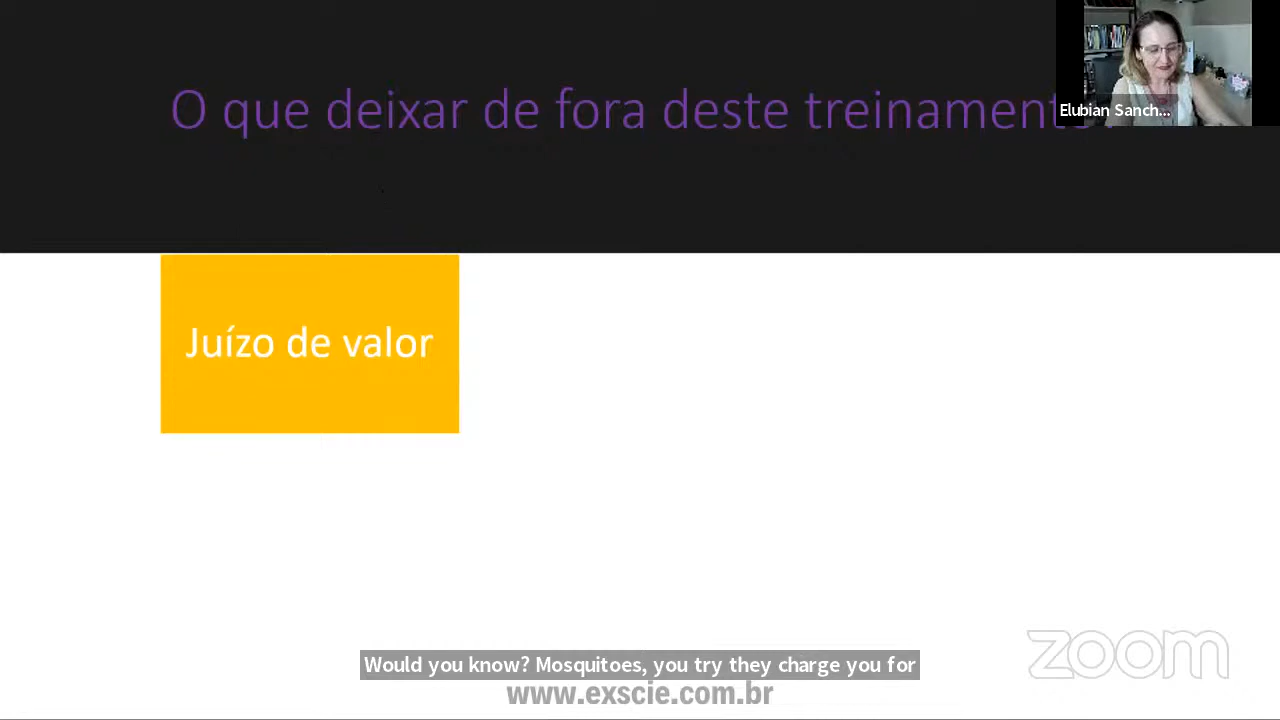 O que deixar de fora deste treinamento?
Elubian Sanch...
Juízo de valor
Would you know? Mosquitoes, you try they charge you for
zoom
www.exscie.com.br